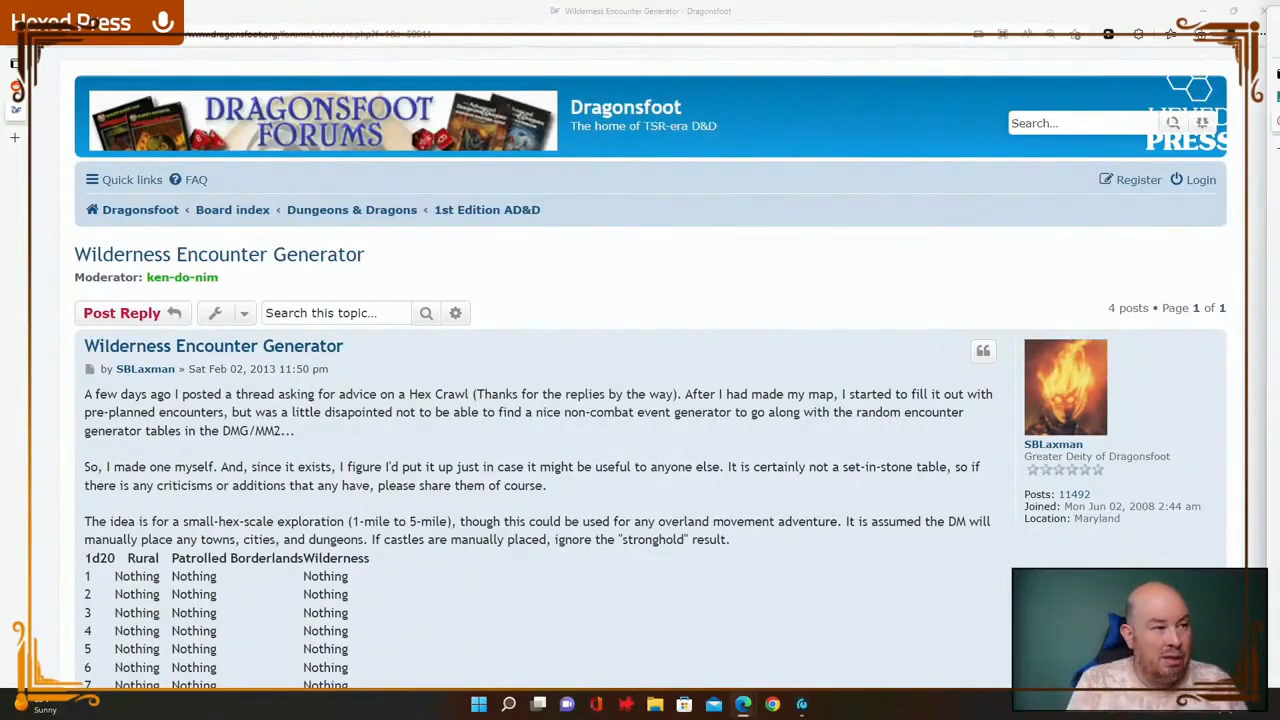 Hexed Press
Wilderness Encounter Generator - Dragonsfoot
DRAGONSFOOT
FORUMS
Dragonsfoot
The home of TSR-era D&D
Search...
HEXED
PRESS
Quick links FAQ
Register Login
Dragonsfoot ‹ Board index ‹ Dungeons & Dragons ‹ 1st Edition AD&D
Wilderness Encounter Generator
Moderator: ken-do-nim
Post Reply
Search this topic...
4 posts • Page 1 of 1
Wilderness Encounter Generator
by SBLaxman » Sat Feb 02, 2013 11:50 pm
A few days ago I posted a thread asking for advice on a Hex Crawl (Thanks for the replies by the way). After I had made my map, I started to fill it out with
pre-planned encounters, but was a little disapointed not to be able to find a nice non-combat event generator to go along with the random encounter
generator tables in the DMG/MM2...
So, I made one myself. And, since it exists, I figure I'd put it up just in case it might be useful to anyone else. It is certainly not a set-in-stone table, so if
there is any criticisms or additions that any have, please share them of course.
The idea is for a small-hex-scale exploration (1-mile to 5-mile), though this could be used for any overland movement adventure. It is assumed the DM will
manually place any towns, cities, and dungeons. If castles are manually placed, ignore the "stronghold" result.
1d20 Rural Patrolled BorderlandsWilderness
1 Nothing Nothing Nothing
2 Nothing Nothing Nothing
3 Nothing Nothing Nothing
4 Nothing Nothing Nothing
5 Nothing Nothing Nothing
6 Nothing Nothing Nothing
7 Nothing Nothing Nothing
SBLaxman
Greater Deity of Dragonsfoot
Posts: 11492
Joined: Mon Jun 02, 2008 2:44 am
Location: Maryland
Sunny